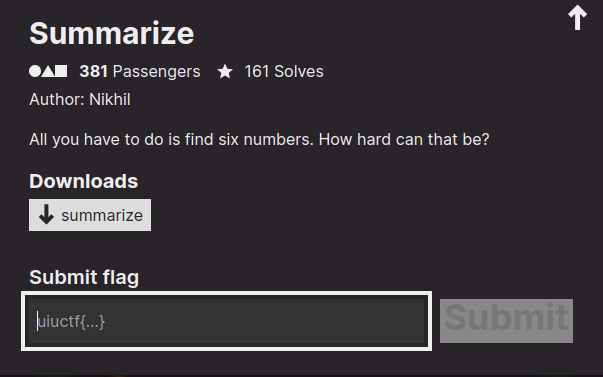 Summarize
381 Passengers 161 Solves
Author: Nikhil
All you have to do is find six numbers. How hard can that be?
Downloads
summarize
Submit flag
uiuctf{...}
Submit